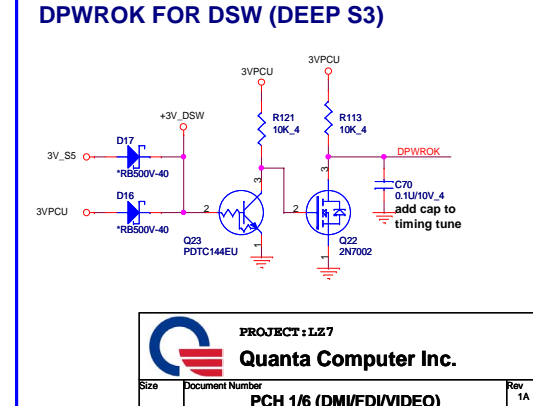 DPWROK FOR DSW (DEEP S3)
3VPCU
3VPCU
+3V_DSW
R121
10K_4
R113
10K_4
D17
3V_S5
*RB500V-40
DPWROK
D16
3VPCU
*RB500V-40
C70
0.1U/10V_4
add cap to
timing tune
3
3
2
2
1
1
Q23
PDTC144EU
Q22
2N7002
PROJECT:LZ7
Quanta Computer Inc.
Size
Document Number
Rev
PCH 1/6 (DMI/FDI/VIDEO)
1A